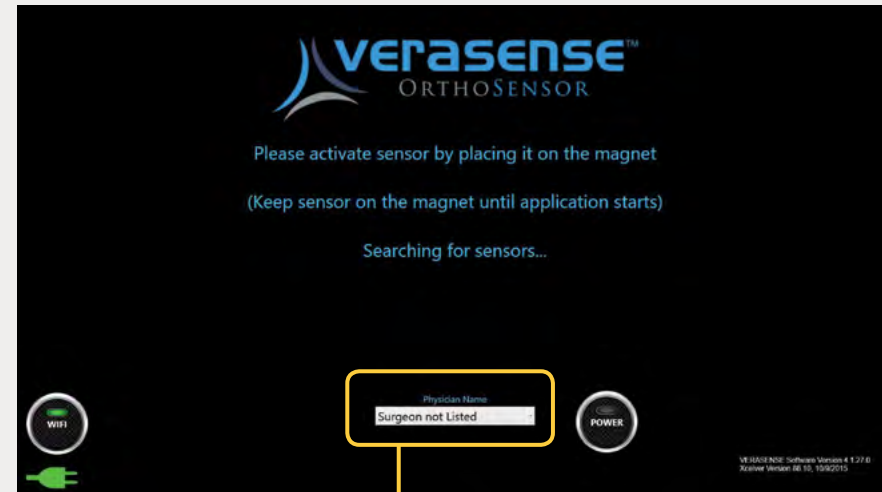 verasense™
ORTHOSENSOR
Please activate sensor by placing it on the magnet
(Keep sensor on the magnet until application starts)
Searching for sensors...
Physician Name
Surgeon not Listed
WIFI
POWER
VERASENSE Software Version 4.1.27.0
Xceiver Version 88.10, 10/9/2015